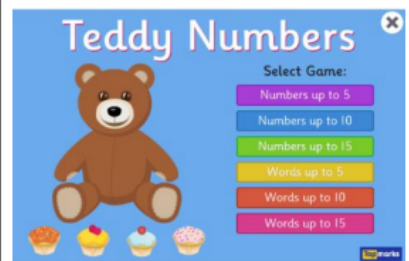 Teddy Numbers
Select Game:
Numbers up to 5
Numbers up to 10
Numbers up to 15
Words up to 5
Words up to 10
Words up to 15
Topmarks